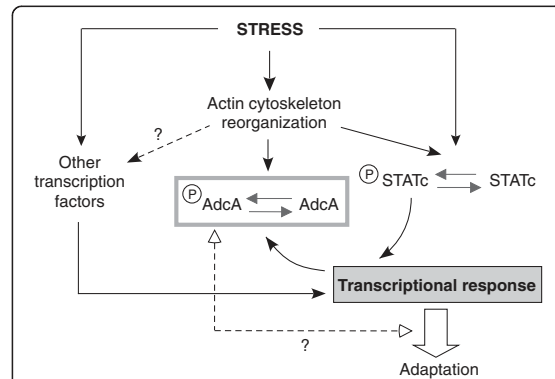 STRESS
Actin cytoskeleton
reorganization
?
Other
transcription
factors
P AdcA AdcA
P STATc STATc
Transcriptional response
?
Adaptation